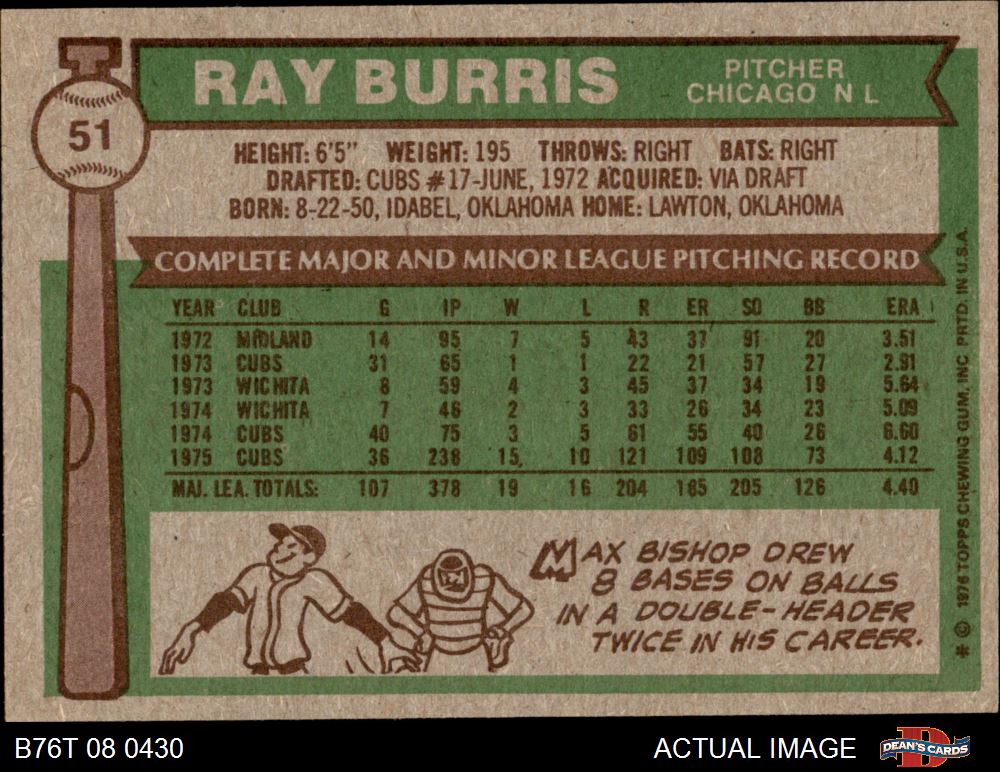 RAY BURRIS
PITCHER
CHICAGO N L
51
HEIGHT: 6'5" WEIGHT: 195 THROWS: RIGHT BATS: RIGHT
DRAFTED: CUBS #17-JUNE, 1972 ACQUIRED: VIA DRAFT
BORN: 8-22-50, IDABEL, OKLAHOMA HOME: LAWTON, OKLAHOMA
COMPLETE MAJOR AND MINOR LEAGUE PITCHING RECORD
YEAR CLUB G IP W L R ER SO BB ERA
1972 MIDLAND 14 95 7 5 43 37 91 20 3.51
1973 CUBS 31 65 1 1 22 21 57 27 2.91
1973 WICHITA 8 59 4 3 45 37 34 19 5.64
1974 WICHITA 7 46 2 3 33 26 34 23 5.09
1974 CUBS 40 75 3 5 61 55 40 26 6.60
1975 CUBS 36 238 15 10 121 109 108 73 4.12
MAJ. LEA. TOTALS: 107 378 19 16 204 185 205 126 4.40
MAX BISHOP DREW
8 BASES ON BALLS
IN A DOUBLE-HEADER
TWICE IN HIS CAREER.
* © 1976 TOPPS CHEWING GUM, INC. PRTD. IN U.S.A.
B76T 08 0430
ACTUAL IMAGE
DEAN'S CARDS